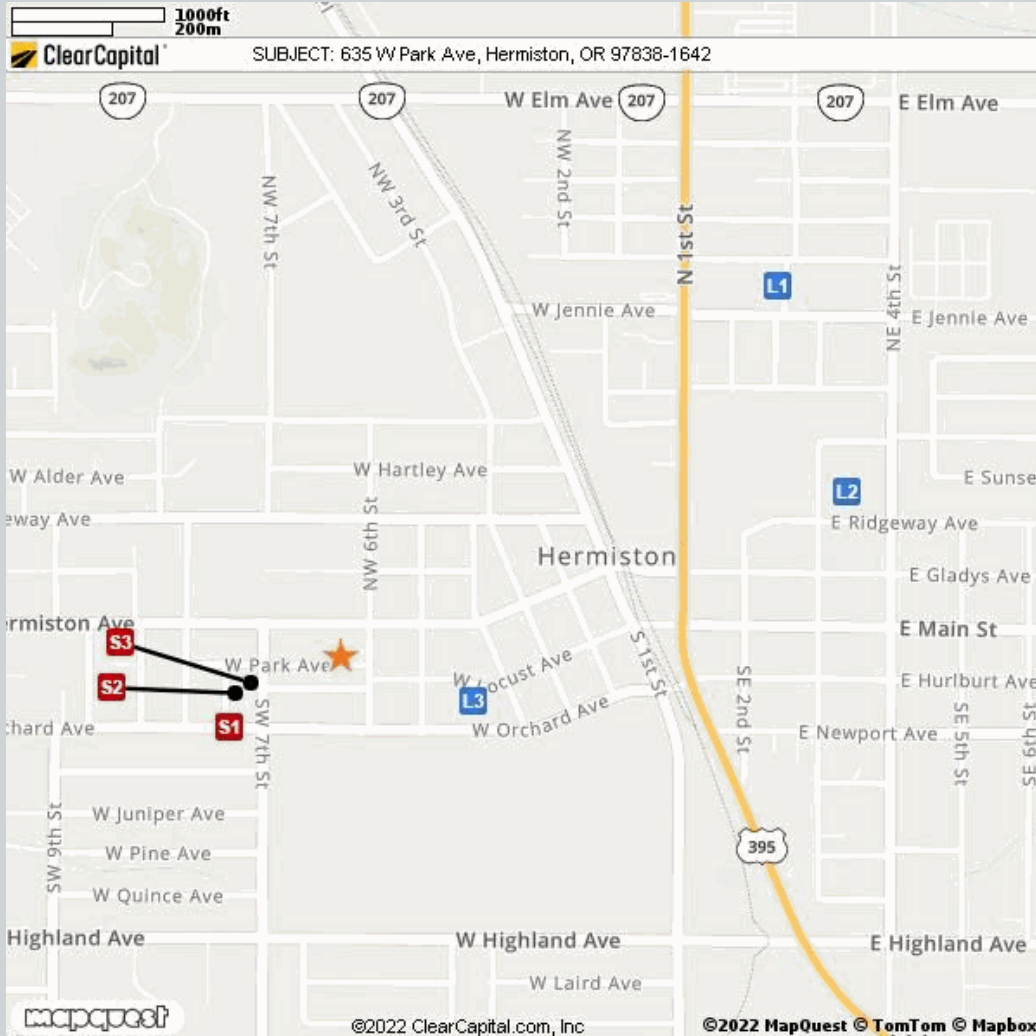 1000ft
200m
ClearCapital
SUBJECT: 635 W Park Ave, Hermiston, OR 97838-1642
207
207
W Elm Ave
207
207
E Elm Ave
NW 7th St
NW 3rd St
NW 2nd St
N 1st St
NE 4th St
L1
W Jennie Ave
E Jennie Ave
W Alder Ave
W Hartley Ave
E Sunse
L2
eway Ave
E Ridgeway Ave
NW 6th St
Hermiston
E Gladys Ave
ermiston Ave
E Main St
S3
W Park Ave
S2
W Locust Ave
S 1st St
E Hurlburt Ave
L3
SE 2nd St
S1
SW 7th St
chard Ave
W Orchard Ave
E Newport Ave
SE 5th St
SE 6th St
W Juniper Ave
SW 9th St
W Pine Ave
395
W Quince Ave
Highland Ave
W Highland Ave
E Highland Ave
W Laird Ave
mapquest
©2022 ClearCapital.com, Inc
©2022 MapQuest © TomTom © Mapbox